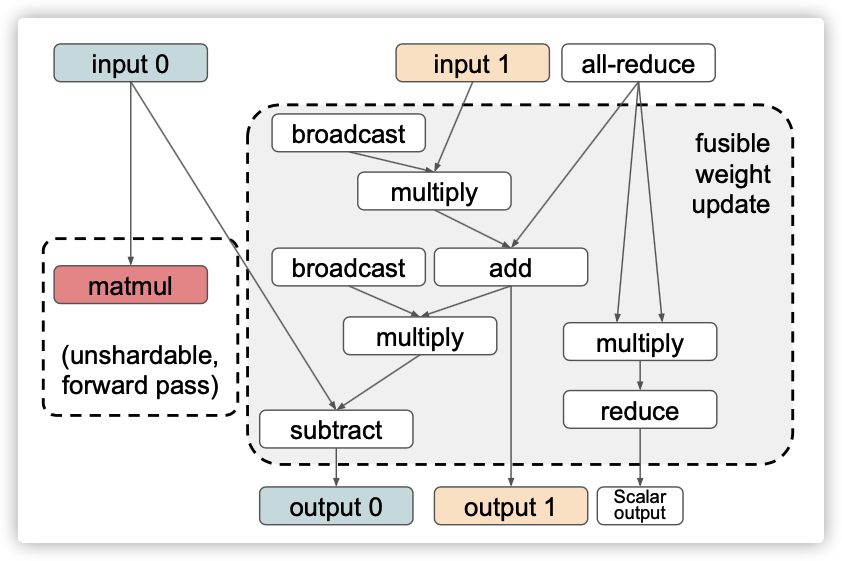 input 0
input 1
all-reduce
broadcast
fusible
weight
update
multiply
broadcast
add
matmul
multiply
multiply
(unshardable,
forward pass)
reduce
subtract
output 0
output 1
Scalar
output